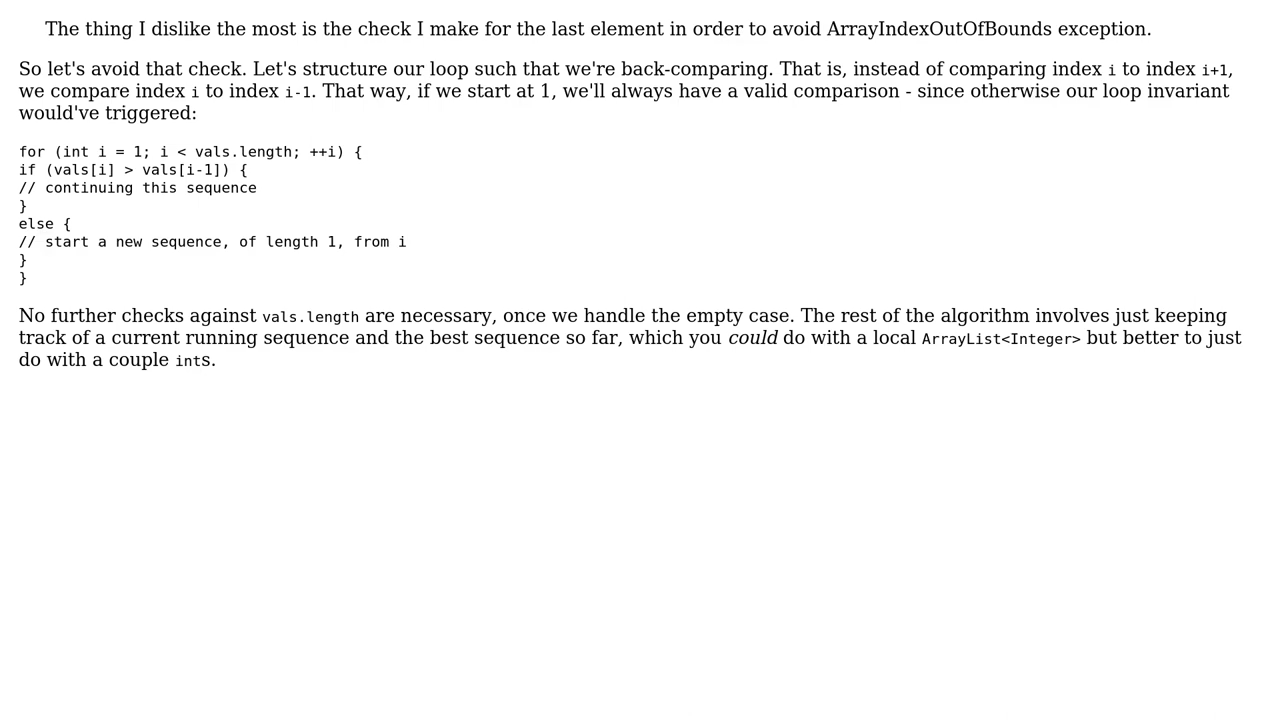 The thing I dislike the most is the check I make for the last element in order to avoid ArrayIndexOutOfBounds exception.
So let's avoid that check. Let's structure our loop such that we're back-comparing. That is, instead of comparing index i to index i+1,
we compare index i to index i-1. That way, if we start at 1, we'll always have a valid comparison - since otherwise our loop invariant
would've triggered:
for (int i = 1; i < vals.length; ++i) {
if (vals[i] > vals[i-1]) {
// continuing this sequence
}
else {
// start a new sequence, of length 1, from i
}
}
No further checks against vals.length are necessary, once we handle the empty case. The rest of the algorithm involves just keeping
track of a current running sequence and the best sequence so far, which you could do with a local ArrayList<Integer> but better to just
do with a couple ints.